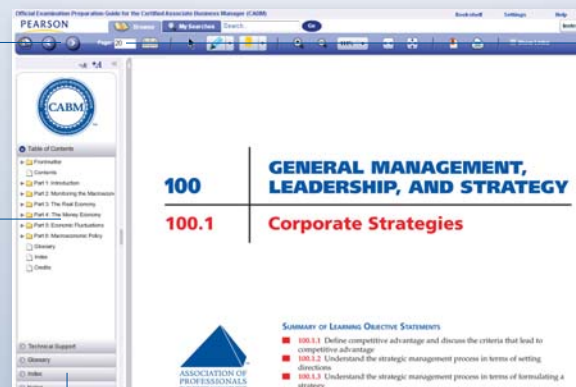 Official Examination Preparation Guide for the Certified Associate Business Manager (CABM)
Bookshelf Settings Help
PEARSON
Browse My Searches Search... Go
Page: 20
CABM
Table of Contents
Frontmatter
Contents
Part 1: Introduction
Part 2: Monitoring the Macroecon
Part 3: The Real Economy
Part 4: The Money Economy
Part 5: Economic Fluctuations
Part 6: Macroeconomic Policy
Glossary
Index
Credits
Technical Support
Glossary
Index
100 GENERAL MANAGEMENT,
LEADERSHIP, AND STRATEGY
100.1 Corporate Strategies
ASSOCIATION OF
PROFESSIONALS
SUMMARY OF LEARNING OBJECTIVE STATEMENTS
100.1.1 Define competitive advantage and discuss the criteria that lead to
competitive advantage
100.1.2 Understand the strategic management process in terms of setting
directions
100.1.3 Understand the strategic management process in terms of formulating a
strategy